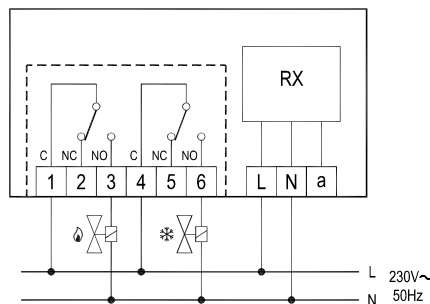 RX
C NC NO C NC NO
1 2 3 4 5 6 L N a
L 230V~
N 50Hz